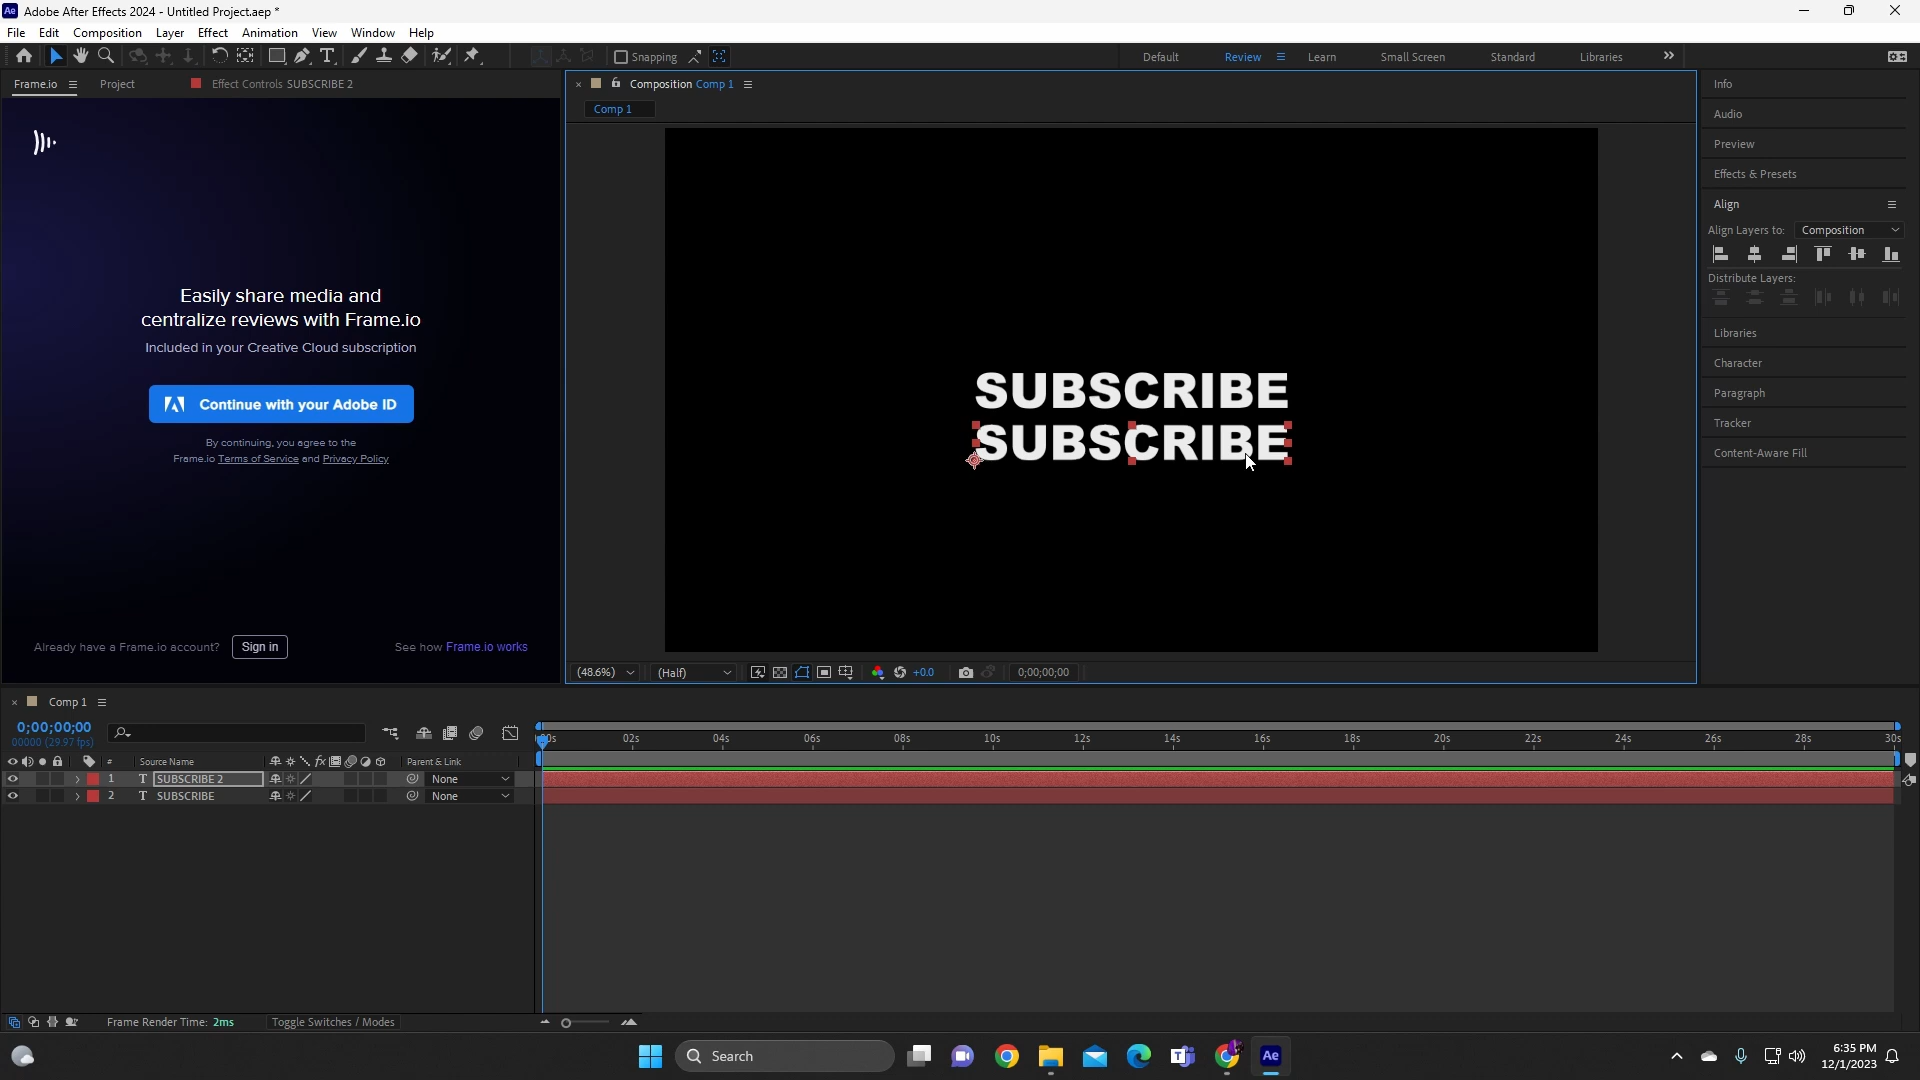 Ae Adobe After Effects 2024 - Untitled Project.aep *
File Edit Composition Layer Effect Animation View Window Help
Snapping Default Review Learn Small Screen Standard Libraries
Frame.io Project Effect Controls SUBSCRIBE 2
Composition Comp 1
Comp 1
Easily share media and
centralize reviews with Frame.io
Included in your Creative Cloud subscription
Continue with your Adobe ID
By continuing, you agree to the
Frame.io Terms of Service and Privacy Policy
Already have a Frame.io account? Sign in See how Frame.io works
SUBSCRIBE
SUBSCRIBE
(48.6%) (Half) +0.0 0;00;00;00
Info
Audio
Preview
Effects & Presets
Align
Align Layers to: Composition
Distribute Layers:
Libraries
Character
Paragraph
Tracker
Content-Aware Fill
Comp 1
0;00;00;00
00000 (29.97 fps)
02s 04s 06s 08s 10s 12s 14s 16s 18s 20s 22s 24s 26s 28s 30s
# Source Name fx Parent & Link
1 T SUBSCRIBE 2 None
2 T SUBSCRIBE None
Frame Render Time: 2ms Toggle Switches / Modes
Search Ae
6:35 PM
12/1/2023